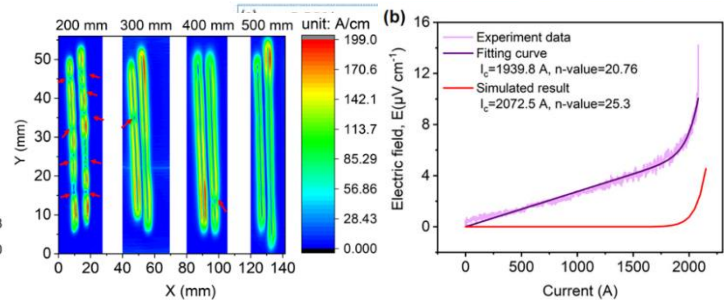 200 mm 300 mm 400 mm 500 mm unit: A/cm
199.0
170.6
142.1
113.7
85.29
56.86
28.43
0.000
50
40
30
20
10
0
Y (mm)
0 20 40 60 80 100 120 140
X (mm)
(b)
16
12
8
4
0
Electric field, E(μV cm⁻¹)
Experiment data
Fitting curve
Ic=1939.8 A, n-value=20.76
Simulated result
Ic=2072.5 A, n-value=25.3
0 500 1000 1500 2000
Current (A)